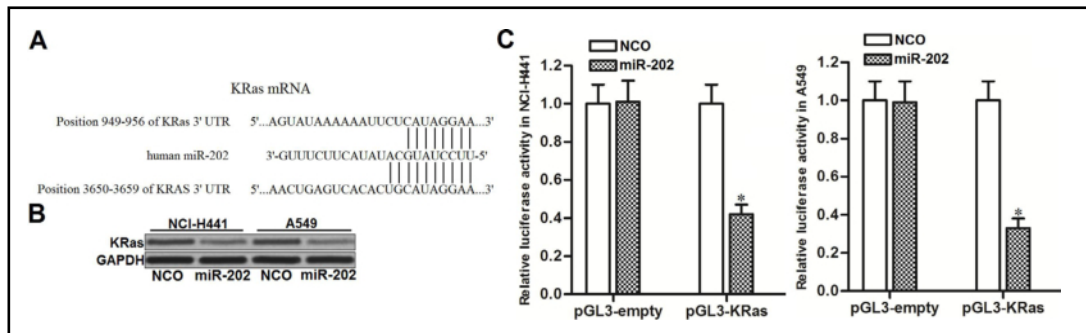 A
KRas mRNA
Position 949-956 of KRas 3' UTR 5'...AGUAUAAAAAAUUCUCAUAGGAA...3'
human miR-202 3'-GUUUCUUCAUAUACGUAUCCUU-5'
Position 3650-3659 of KRAS 3' UTR 5'...AACUGAGUCACACUGCAUAGGAA...3'
B
NCI-H441 A549
KRas
GAPDH
NCO miR-202 NCO miR-202
C
Relative luciferase activity in NCI-H441
NCO
miR-202
1.2
1.0
0.8
0.6
0.4
0.2
0.0
*
pGL3-empty pGL3-KRas
Relative luciferase activity in A549
NCO
miR-202
1.2
1.0
0.8
0.6
0.4
0.2
0.0
*
pGL3-empty pGL3-KRas